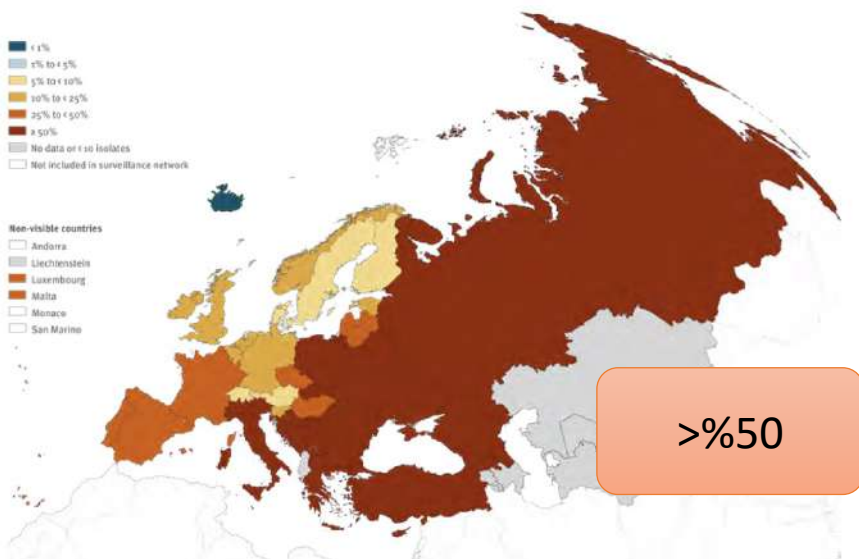 < 1%
1% to < 5%
5% to < 10%
10% to < 25%
25% to < 50%
≥ 50%
No data or < 10 isolates
Not included in surveillance network
Non-visible countries
Andorra
Liechtenstein
Luxembourg
Malta
Monaco
San Marino
>%50